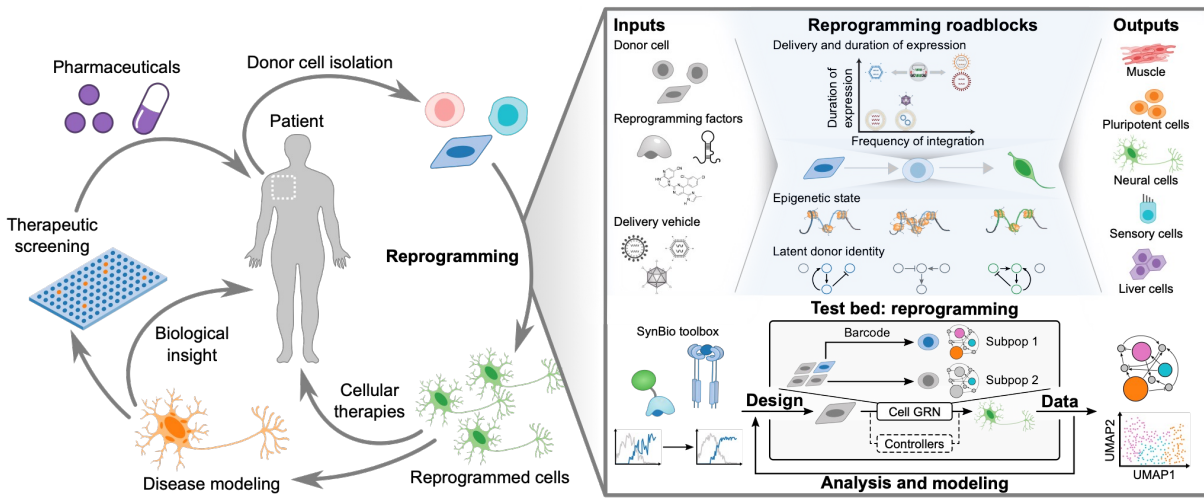 Pharmaceuticals
Donor cell isolation
Patient
Therapeutic
screening
Reprogramming
Biological
insight
Cellular
therapies
Disease modeling
Reprogrammed cells
Inputs
Donor cell
Reprogramming factors
Delivery vehicle
Reprogramming roadblocks
Delivery and duration of expression
Duration of
expression
Frequency of integration
Epigenetic state
Latent donor identity
Outputs
Muscle
Pluripotent cells
Neural cells
Sensory cells
Liver cells
Test bed: reprogramming
SynBio toolbox
Barcode
Subpop 1
Subpop 2
Design
Cell GRN
Controllers
Data
Analysis and modeling
UMAP2
UMAP1